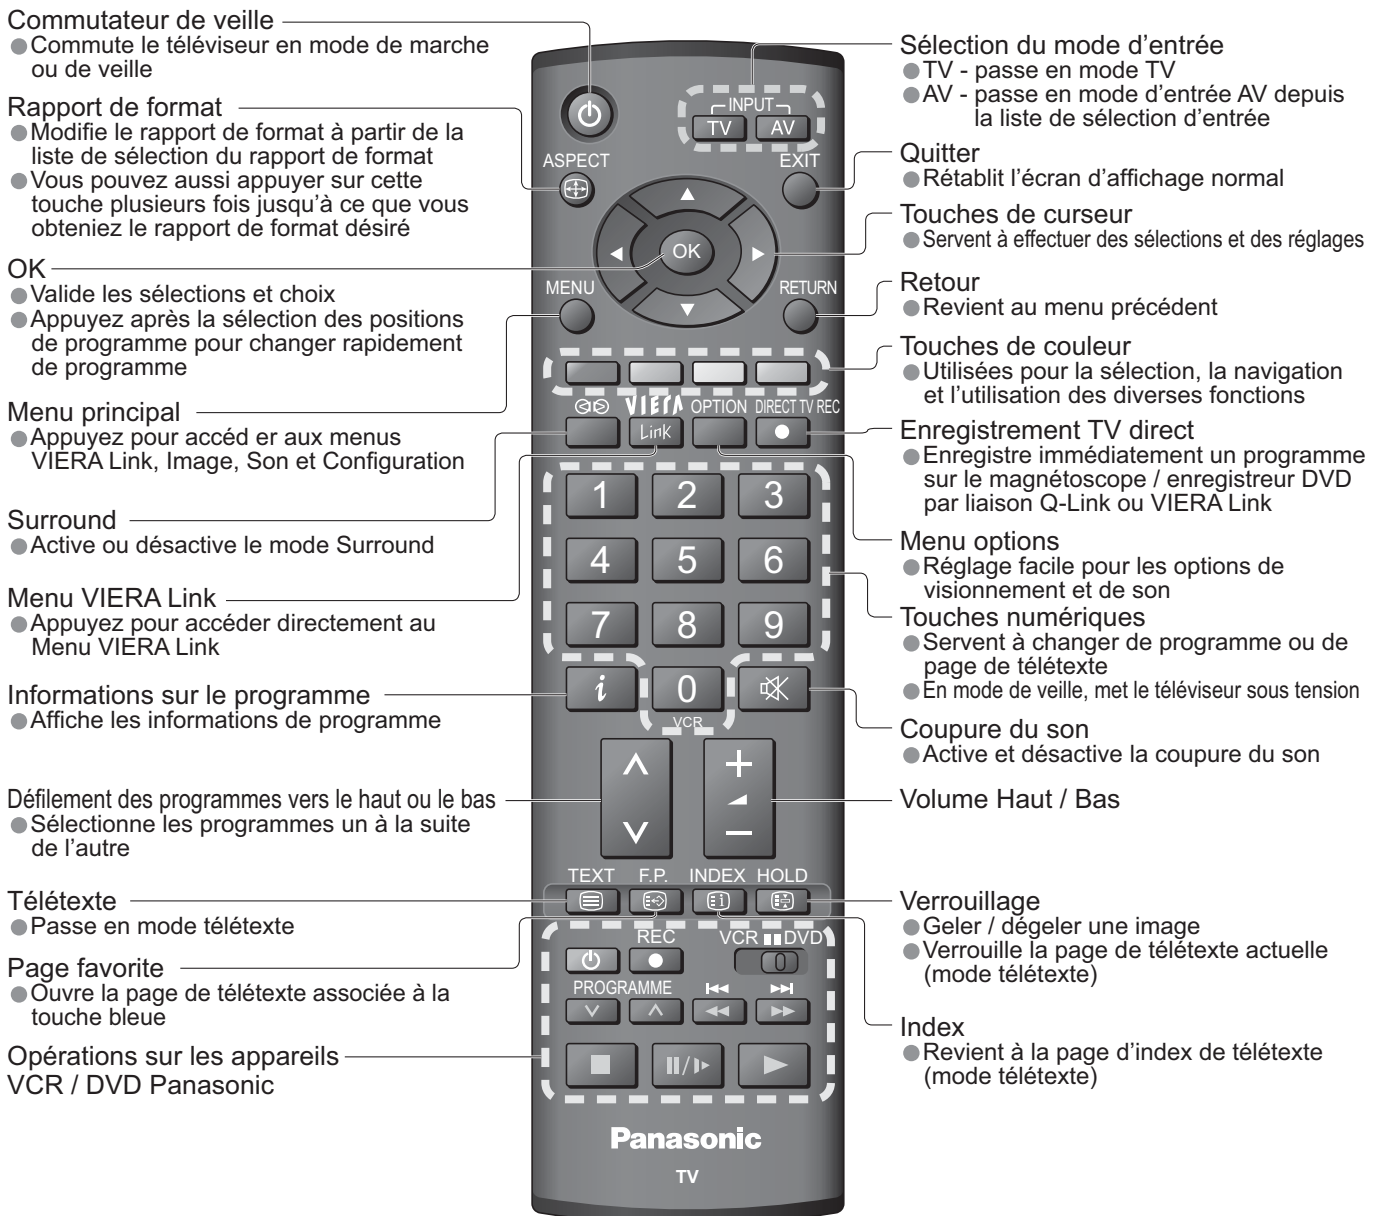 Commutateur de veille
●Commute le téléviseur en mode de marche
ou de veille
Rapport de format
●Modifie le rapport de format à partir de la
liste de sélection du rapport de format
●Vous pouvez aussi appuyer sur cette
touche plusieurs fois jusqu'à ce que vous
obteniez le rapport de format désiré
OK
●Valide les sélections et choix
●Appuyez après la sélection des positions
de programme pour changer rapidement
de programme
Menu principal
●Appuyez pour accéd er aux menus
VIERA Link, Image, Son et Configuration
Surround
●Active ou désactive le mode Surround
Menu VIERA Link
●Appuyez pour accéder directement au
Menu VIERA Link
Informations sur le programme
●Affiche les informations de programme
Défilement des programmes vers le haut ou le bas
●Sélectionne les programmes un à la suite
de l'autre
Télétexte
●Passe en mode télétexte
Page favorite
●Ouvre la page de télétexte associée à la
touche bleue
Opérations sur les appareils
VCR / DVD Panasonic
INPUT
TV AV
ASPECT EXIT
OK
MENU RETURN
VIERA OPTION DIRECT TV REC
Link
1 2 3
4 5 6
7 8 9
i 0
VCR
TEXT F.P. INDEX HOLD
REC VCR DVD
PROGRAMME
Panasonic
TV
Sélection du mode d'entrée
●TV - passe en mode TV
●AV - passe en mode d'entrée AV depuis
la liste de sélection d'entrée
Quitter
●Rétablit l'écran d'affichage normal
Touches de curseur
●Servent à effectuer des sélections et des réglages
Retour
●Revient au menu précédent
Touches de couleur
●Utilisées pour la sélection, la navigation
et l'utilisation des diverses fonctions
Enregistrement TV direct
●Enregistre immédiatement un programme
sur le magnétoscope / enregistreur DVD
par liaison Q-Link ou VIERA Link
Menu options
●Réglage facile pour les options de
visionnement et de son
Touches numériques
●Servent à changer de programme ou de
page de télétexte
●En mode de veille, met le téléviseur sous tension
Coupure du son
●Active et désactive la coupure du son
Volume Haut / Bas
Verrouillage
●Geler / dégeler une image
●Verrouille la page de télétexte actuelle
(mode télétexte)
Index
●Revient à la page d'index de télétexte
(mode télétexte)